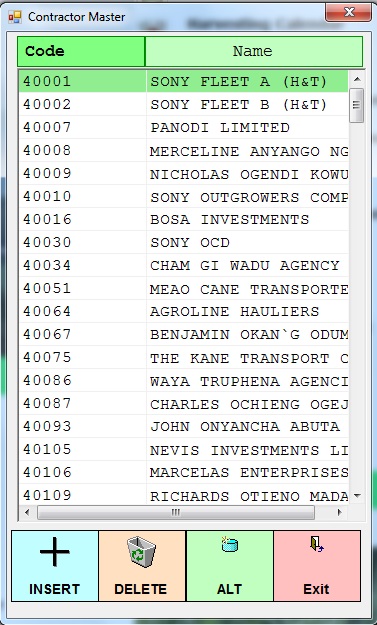 Contractor Master
Code Name
40001 SONY FLEET A (H&T)
40002 SONY FLEET B (H&T)
40007 PANODI LIMITED
40008 MERCELINE ANYANGO NG
40009 NICHOLAS OGENDI KOWU
40010 SONY OUTGROWERS COMP
40016 BOSA INVESTMENTS
40030 SONY OCD
40034 CHAM GI WADU AGENCY
40051 MEAO CANE TRANSPORTE
40064 AGROLINE HAULIERS
40067 BENJAMIN OKAN`G ODUM
40075 THE KANE TRANSPORT C
40086 WAYA TRUPHENA AGENCI
40087 CHARLES OCHIENG OGEJ
40093 JOHN ONYANCHA ABUTA
40105 NEVIS INVESTMENTS LI
40106 MARCELAS ENTERPRISES
40109 RICHARDS OTIENO MADA
INSERT DELETE ALT Exit